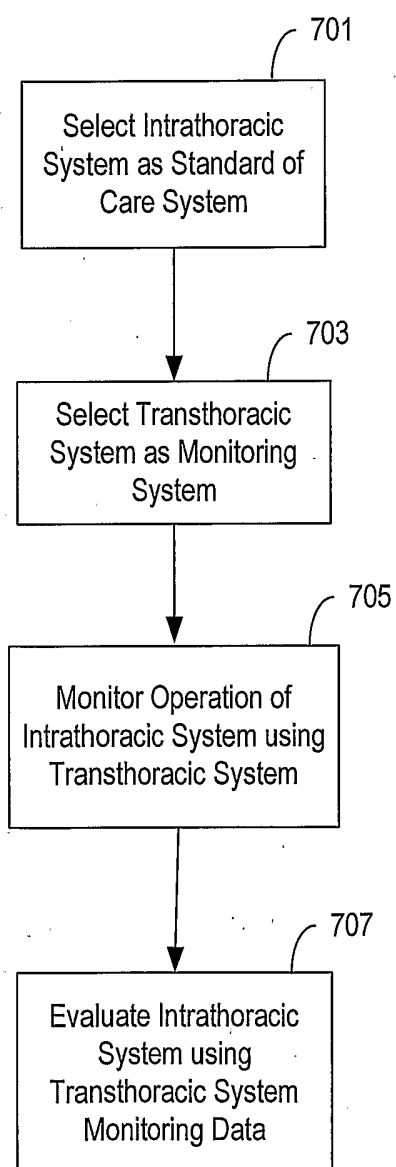 701
Select Intrathoracic
System as Standard of
Care System
703
Select Transthoracic
System as Monitoring
System
705
Monitor Operation of
Intrathoracic System using
Transthoracic System
707
Evaluate Intrathoracic
System using
Transthoracic System
Monitoring Data